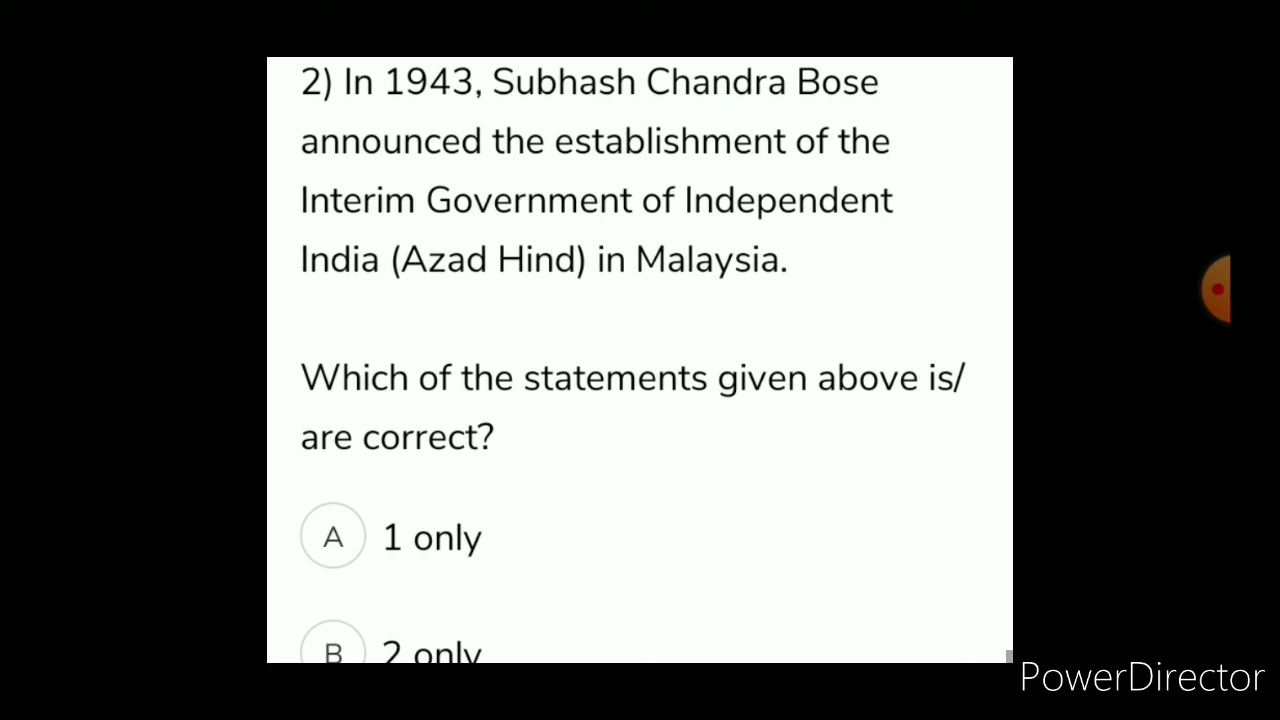 2) In 1943, Subhash Chandra Bose
announced the establishment of the
Interim Government of Independent
India (Azad Hind) in Malaysia.
Which of the statements given above is/
are correct?
A 1 only
B 2 only
PowerDirector